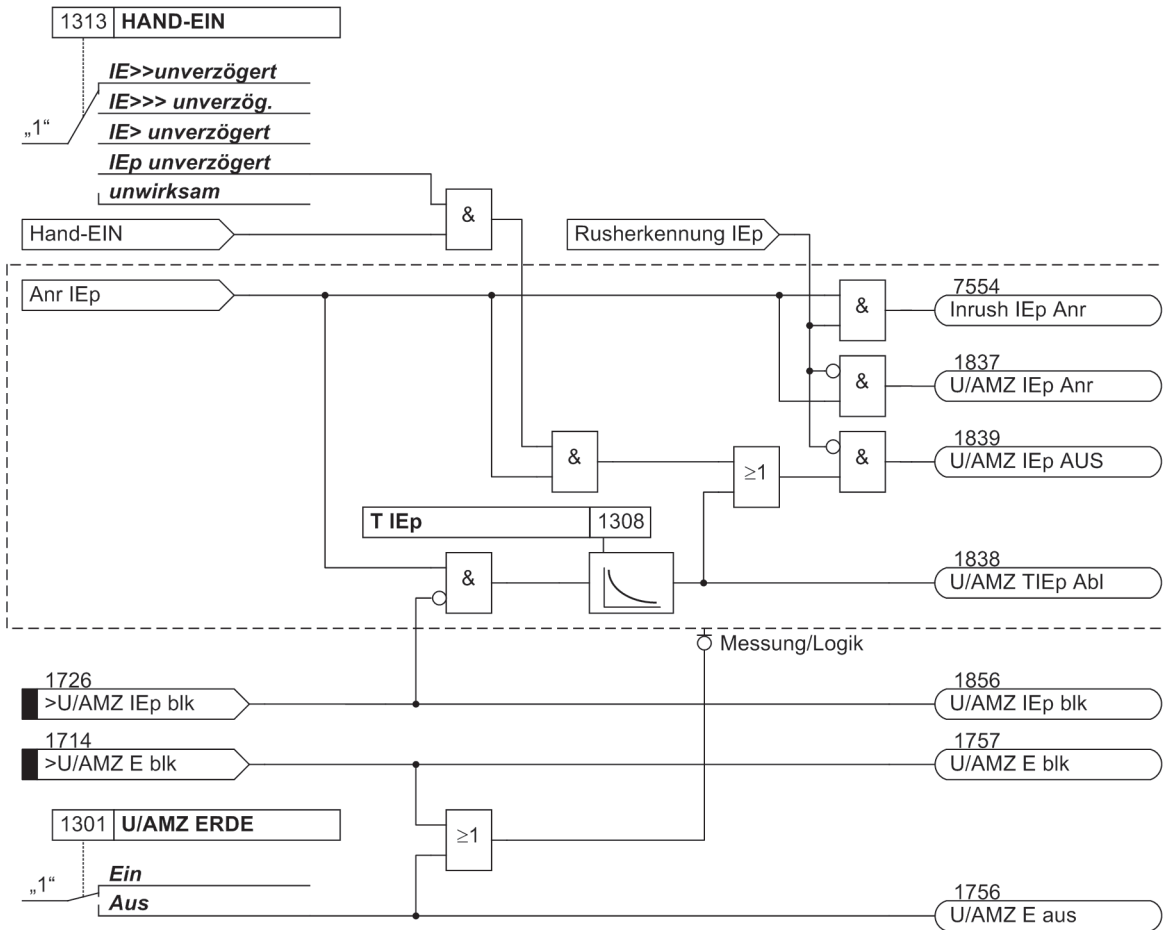 1313 HAND-EIN
IE>>unverzögert
IE>>> unverzög.
„1“
IE> unverzögert
IEp unverzögert
unwirksam
&
Hand-EIN
Rusherkennung IEp
Anr IEp
&
7554
Inrush IEp Anr
&
1837
U/AMZ IEp Anr
&
≥1
&
1839
U/AMZ IEp AUS
T IEp 1308
&
1838
U/AMZ TIEp Abl
Messung/Logik
1726
>U/AMZ IEp blk
1856
U/AMZ IEp blk
1714
>U/AMZ E blk
1757
U/AMZ E blk
1301 U/AMZ ERDE
≥1
„1“
Ein
Aus
1756
U/AMZ E aus